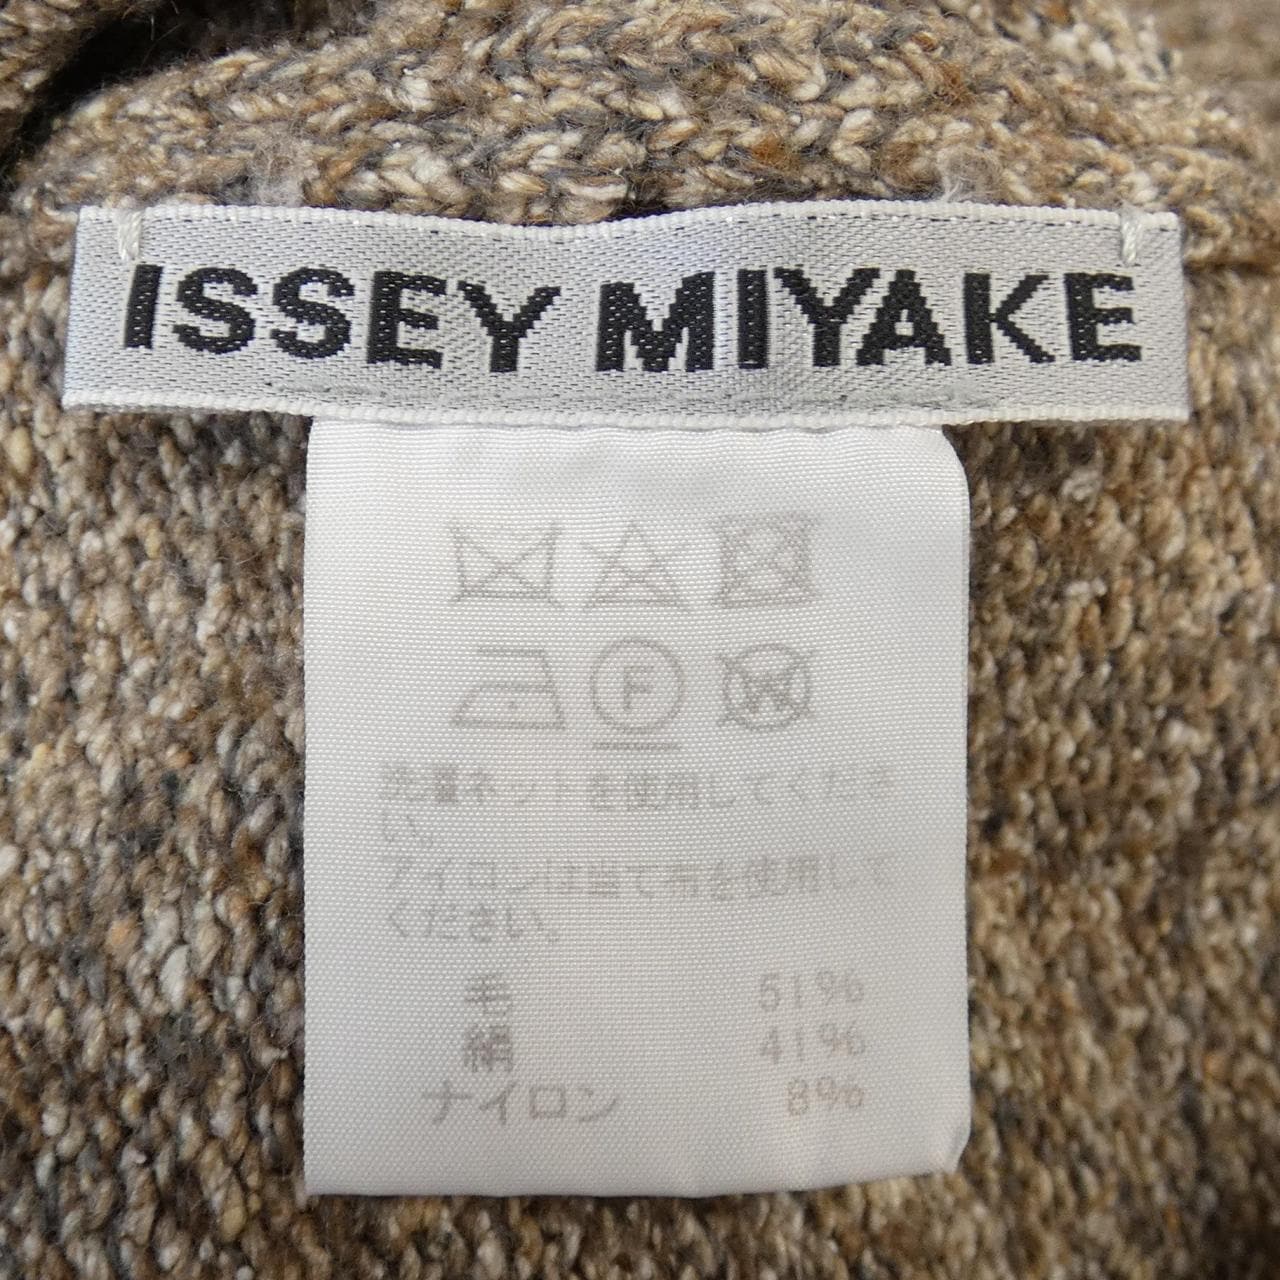 ISSEY MIYAKE
F
W
洗濯ネットを使用してくださ
い。
アイロンは当て布を使用して
ください。
毛 51%
絹 41%
ナイロン 8%